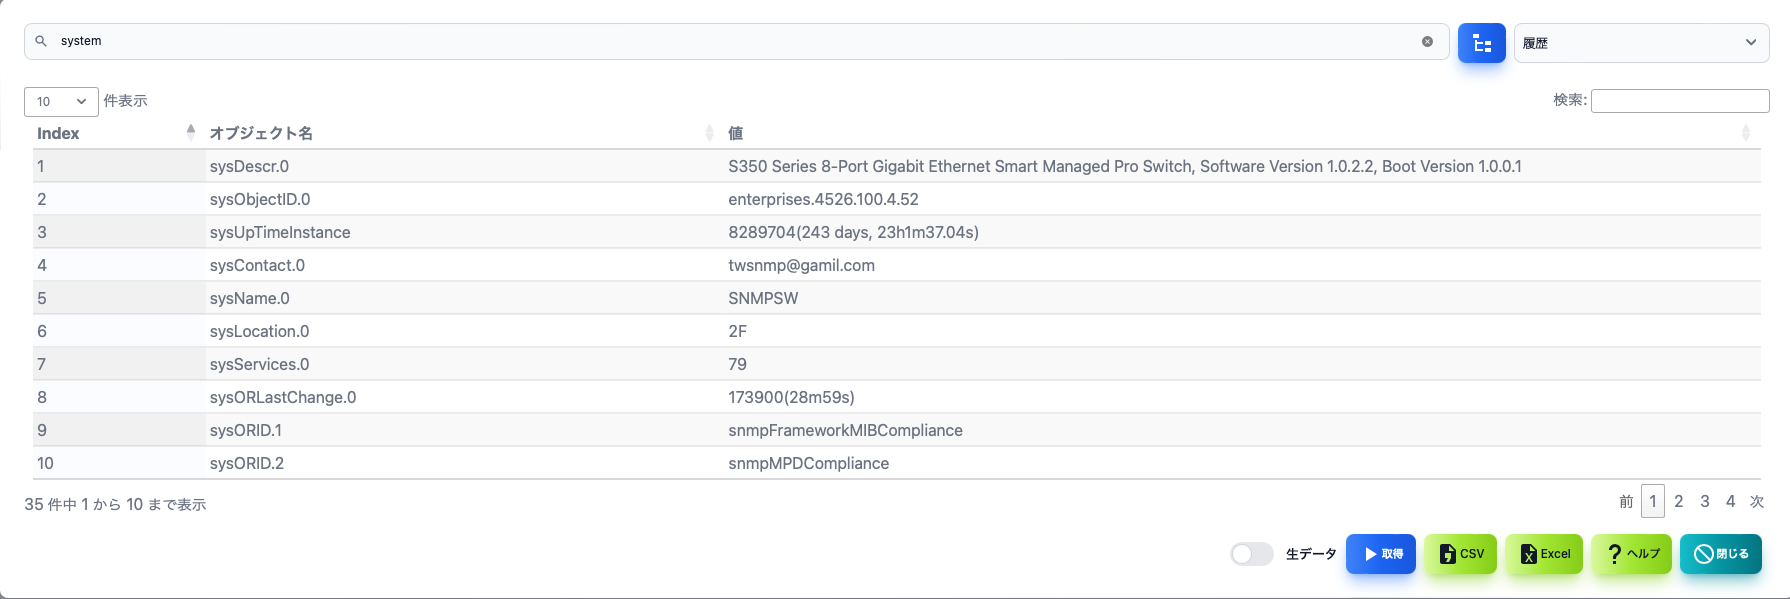 system
履歴
10 件表示
検索:
Index オブジェクト名 値
1 sysDescr.0 S350 Series 8-Port Gigabit Ethernet Smart Managed Pro Switch, Software Version 1.0.2.2, Boot Version 1.0.0.1
2 sysObjectID.0 enterprises.4526.100.4.52
3 sysUpTimeInstance 8289704(243 days, 23h1m37.04s)
4 sysContact.0 twsnmp@gamil.com
5 sysName.0 SNMPSW
6 sysLocation.0 2F
7 sysServices.0 79
8 sysORLastChange.0 173900(28m59s)
9 sysORID.1 snmpFrameworkMIBCompliance
10 sysORID.2 snmpMPDCompliance
35 件中 1 から 10 まで表示
前 1 2 3 4 次
生データ 取得 CSV Excel ヘルプ 閉じる